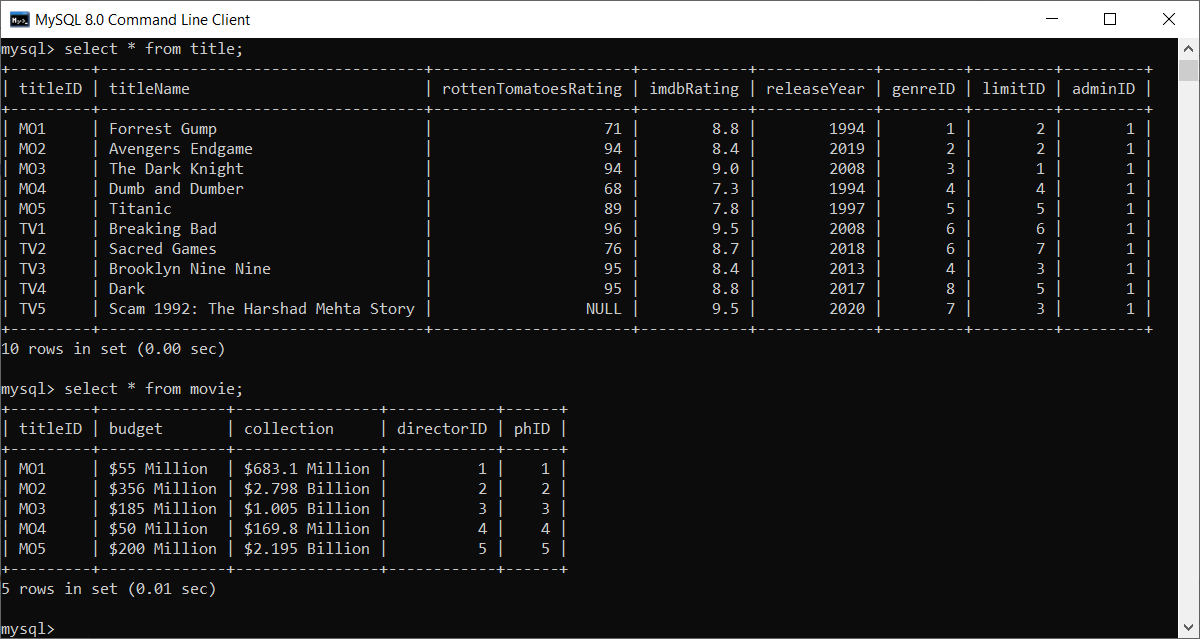 MySQL 8.0 Command Line Client
mysql> select * from title;
+---------+------------------------------------+----------------------+------------+-------------+---------+---------+---------+
| titleID | titleName                          | rottenTomatoesRating | imdbRating | releaseYear | genreID | limitID | adminID |
+---------+------------------------------------+----------------------+------------+-------------+---------+---------+---------+
| MO1     | Forrest Gump                       |                   71 |        8.8 |        1994 |       1 |       2 |       1 |
| MO2     | Avengers Endgame                   |                   94 |        8.4 |        2019 |       2 |       2 |       1 |
| MO3     | The Dark Knight                    |                   94 |        9.0 |        2008 |       3 |       1 |       1 |
| MO4     | Dumb and Dumber                    |                   68 |        7.3 |        1994 |       4 |       4 |       1 |
| MO5     | Titanic                            |                   89 |        7.8 |        1997 |       5 |       5 |       1 |
| TV1     | Breaking Bad                       |                   96 |        9.5 |        2008 |       6 |       6 |       1 |
| TV2     | Sacred Games                       |                   76 |        8.7 |        2018 |       6 |       7 |       1 |
| TV3     | Brooklyn Nine Nine                 |                   95 |        8.4 |        2013 |       4 |       3 |       1 |
| TV4     | Dark                               |                   95 |        8.8 |        2017 |       8 |       5 |       1 |
| TV5     | Scam 1992: The Harshad Mehta Story |                 NULL |        9.5 |        2020 |       7 |       3 |       1 |
+---------+------------------------------------+----------------------+------------+-------------+---------+---------+---------+
10 rows in set (0.00 sec)
mysql> select * from movie;
+---------+--------------+----------------+------------+------+
| titleID | budget       | collection     | directorID | phID |
+---------+--------------+----------------+------------+------+
| MO1     | $55 Million  | $683.1 Million |          1 |    1 |
| MO2     | $356 Million | $2.798 Billion |          2 |    2 |
| MO3     | $185 Million | $1.005 Billion |          3 |    3 |
| MO4     | $50 Million  | $169.8 Million |          4 |    4 |
| MO5     | $200 Million | $2.195 Billion |          5 |    5 |
+---------+--------------+----------------+------------+------+
5 rows in set (0.01 sec)
mysql>